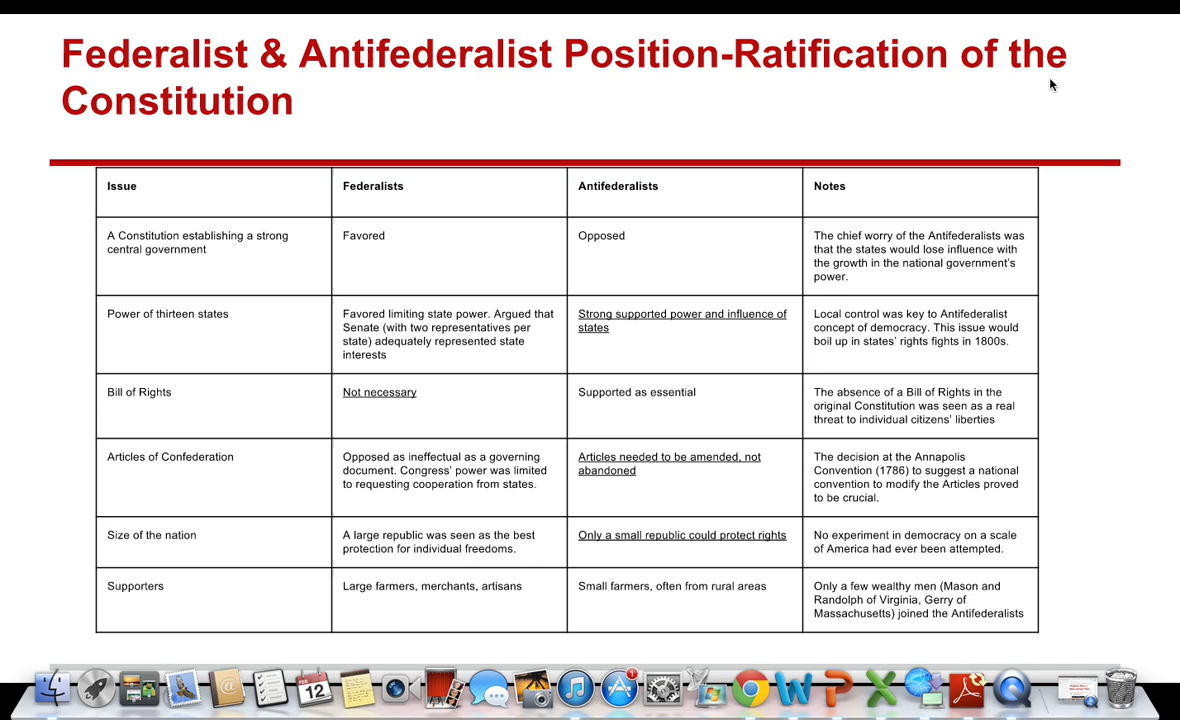 Federalist & Antifederalist Position-Ratification of the
Constitution
Issue
Federalists
Antifederalists
Notes
A Constitution establishing a strong
central government
Favored
Opposed
The chief worry of the Antifederalists was
that the states would lose influence with
the growth in the national government's
power.
Power of thirteen states
Favored limiting state power. Argued that
Senate (with two representatives per
state) adequately represented state
interests
Strong supported power and influence of
states
Local control was key to Antifederalist
concept of democracy. This issue would
boil up in states' rights fights in 1800s.
Bill of Rights
Not necessary
Supported as essential
The absence of a Bill of Rights in the
original Constitution was seen as a real
threat to individual citizens' liberties
Articles of Confederation
Opposed as ineffectual as a governing
document. Congress' power was limited
to requesting cooperation from states.
Articles needed to be amended, not
abandoned
The decision at the Annapolis
Convention (1786) to suggest a national
convention to modify the Articles proved
to be crucial.
Size of the nation
A large republic was seen as the best
protection for individual freedoms.
Only a small republic could protect rights
No experiment in democracy on a scale
of America had ever been attempted.
Supporters
Large farmers, merchants, artisans
Small farmers, often from rural areas
Only a few wealthy men (Mason and
Randolph of Virginia, Gerry of
Massachusetts) joined the Antifederalists
FEB
12
1